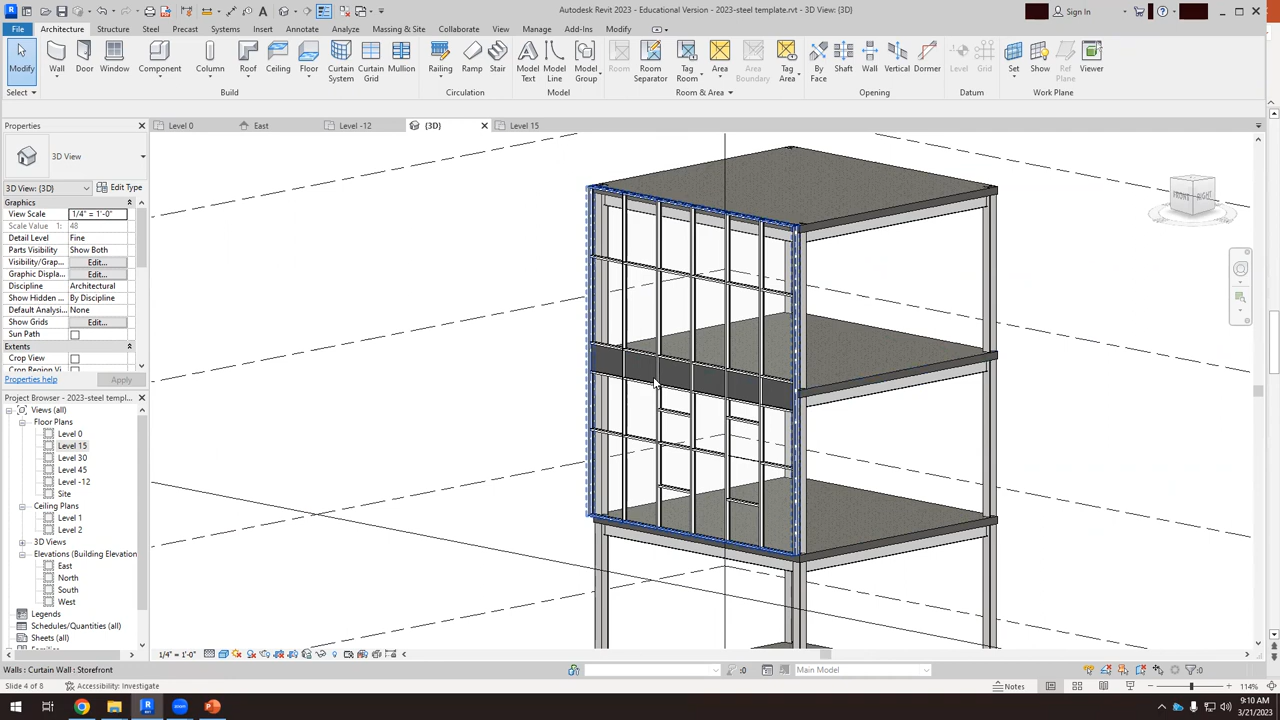 Autodesk Revit 2023 - Educational Version - 2023-steel template.rvt - 3D View: {3D}
Sign In
File Architecture Structure Steel Precast Systems Insert Annotate Analyze Massing & Site Collaborate View Manage Add-Ins Modify
Modify Wall Door Window Component Column Roof Ceiling Floor Curtain System Curtain Grid Mullion Railing Ramp Stair Model Text Model Line Model Group Room Room Separator Tag Room Area Area Boundary Tag Area By Face Shaft Wall Vertical Dormer Level Grid Set Show Ref Plane Viewer
Select Build Circulation Model Room & Area Opening Datum Work Plane
Properties
Level 0 East Level -12 {3D} Level 15
3D View
3D View: {3D} Edit Type
Graphics
View Scale 1/4" = 1'-0"
Scale Value 1: 48
Detail Level Fine
Parts Visibility Show Both
Visibility/Grap... Edit...
Graphic Displa... Edit...
Discipline Architectural
Show Hidden ... By Discipline
Default Analysi... None
Show Grids Edit...
Sun Path
Extents
Crop View
Crop Region Vi
Properties help Apply
FRONT RIGHT
Project Browser - 2023-steel templ...
Views (all)
Floor Plans
Level 0
Level 15
Level 30
Level 45
Level -12
Site
Ceiling Plans
Level 1
Level 2
3D Views
Elevations (Building Elevation
East
North
South
West
Legends
Schedules/Quantities (all)
Sheets (all)
1/4" = 1'-0"
Walls : Curtain Wall : Storefront :0 Main Model :0
Slide 4 of 8 Accessibility: Investigate Notes 114%
9:10 AM
3/21/2023